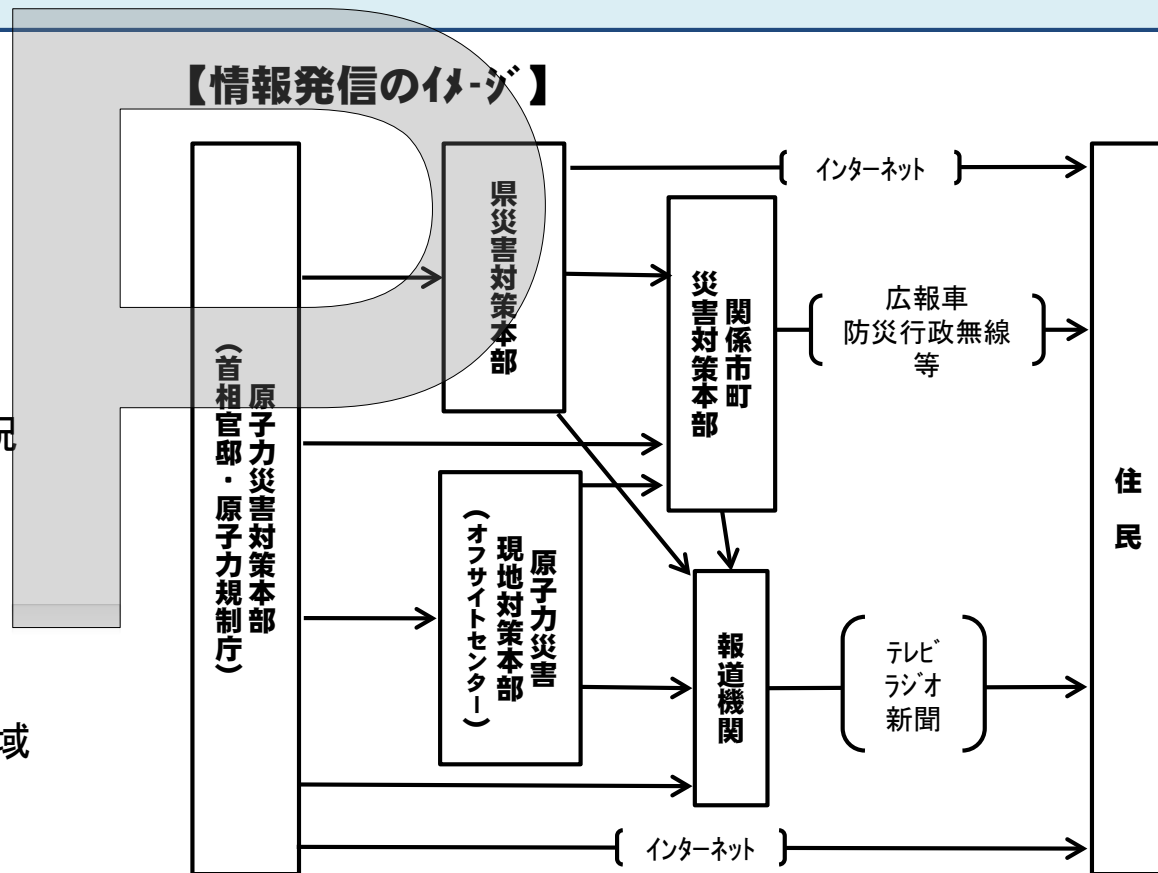 【情報発信のｲﾒｰｼﾞ】
原子力災害対策本部
（首相官邸・原子力規制庁）
県災害対策本部
原子力災害
現地対策本部
（オフサイトセンター）
関係市町
災害対策本部
報道機関
インターネット
広報車
防災行政無線
等
テレビ
ラジオ
新聞
インターネット
住民
況
域
P